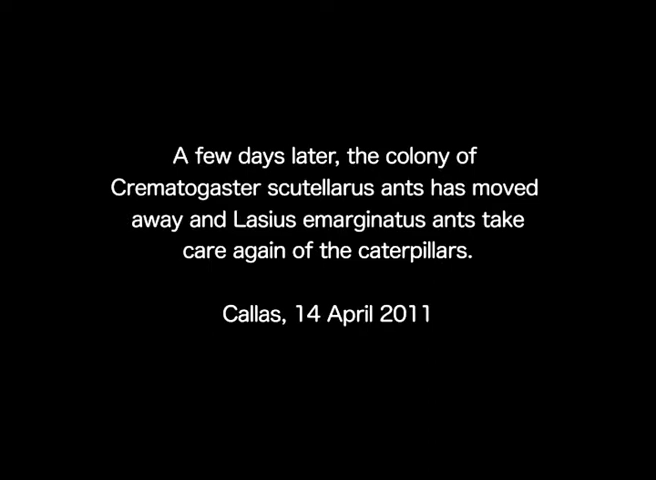 A few days later, the colony of
Crematogaster scutellarus ants has moved
away and Lasius emarginatus ants take
care again of the caterpillars.
Callas, 14 April 2011